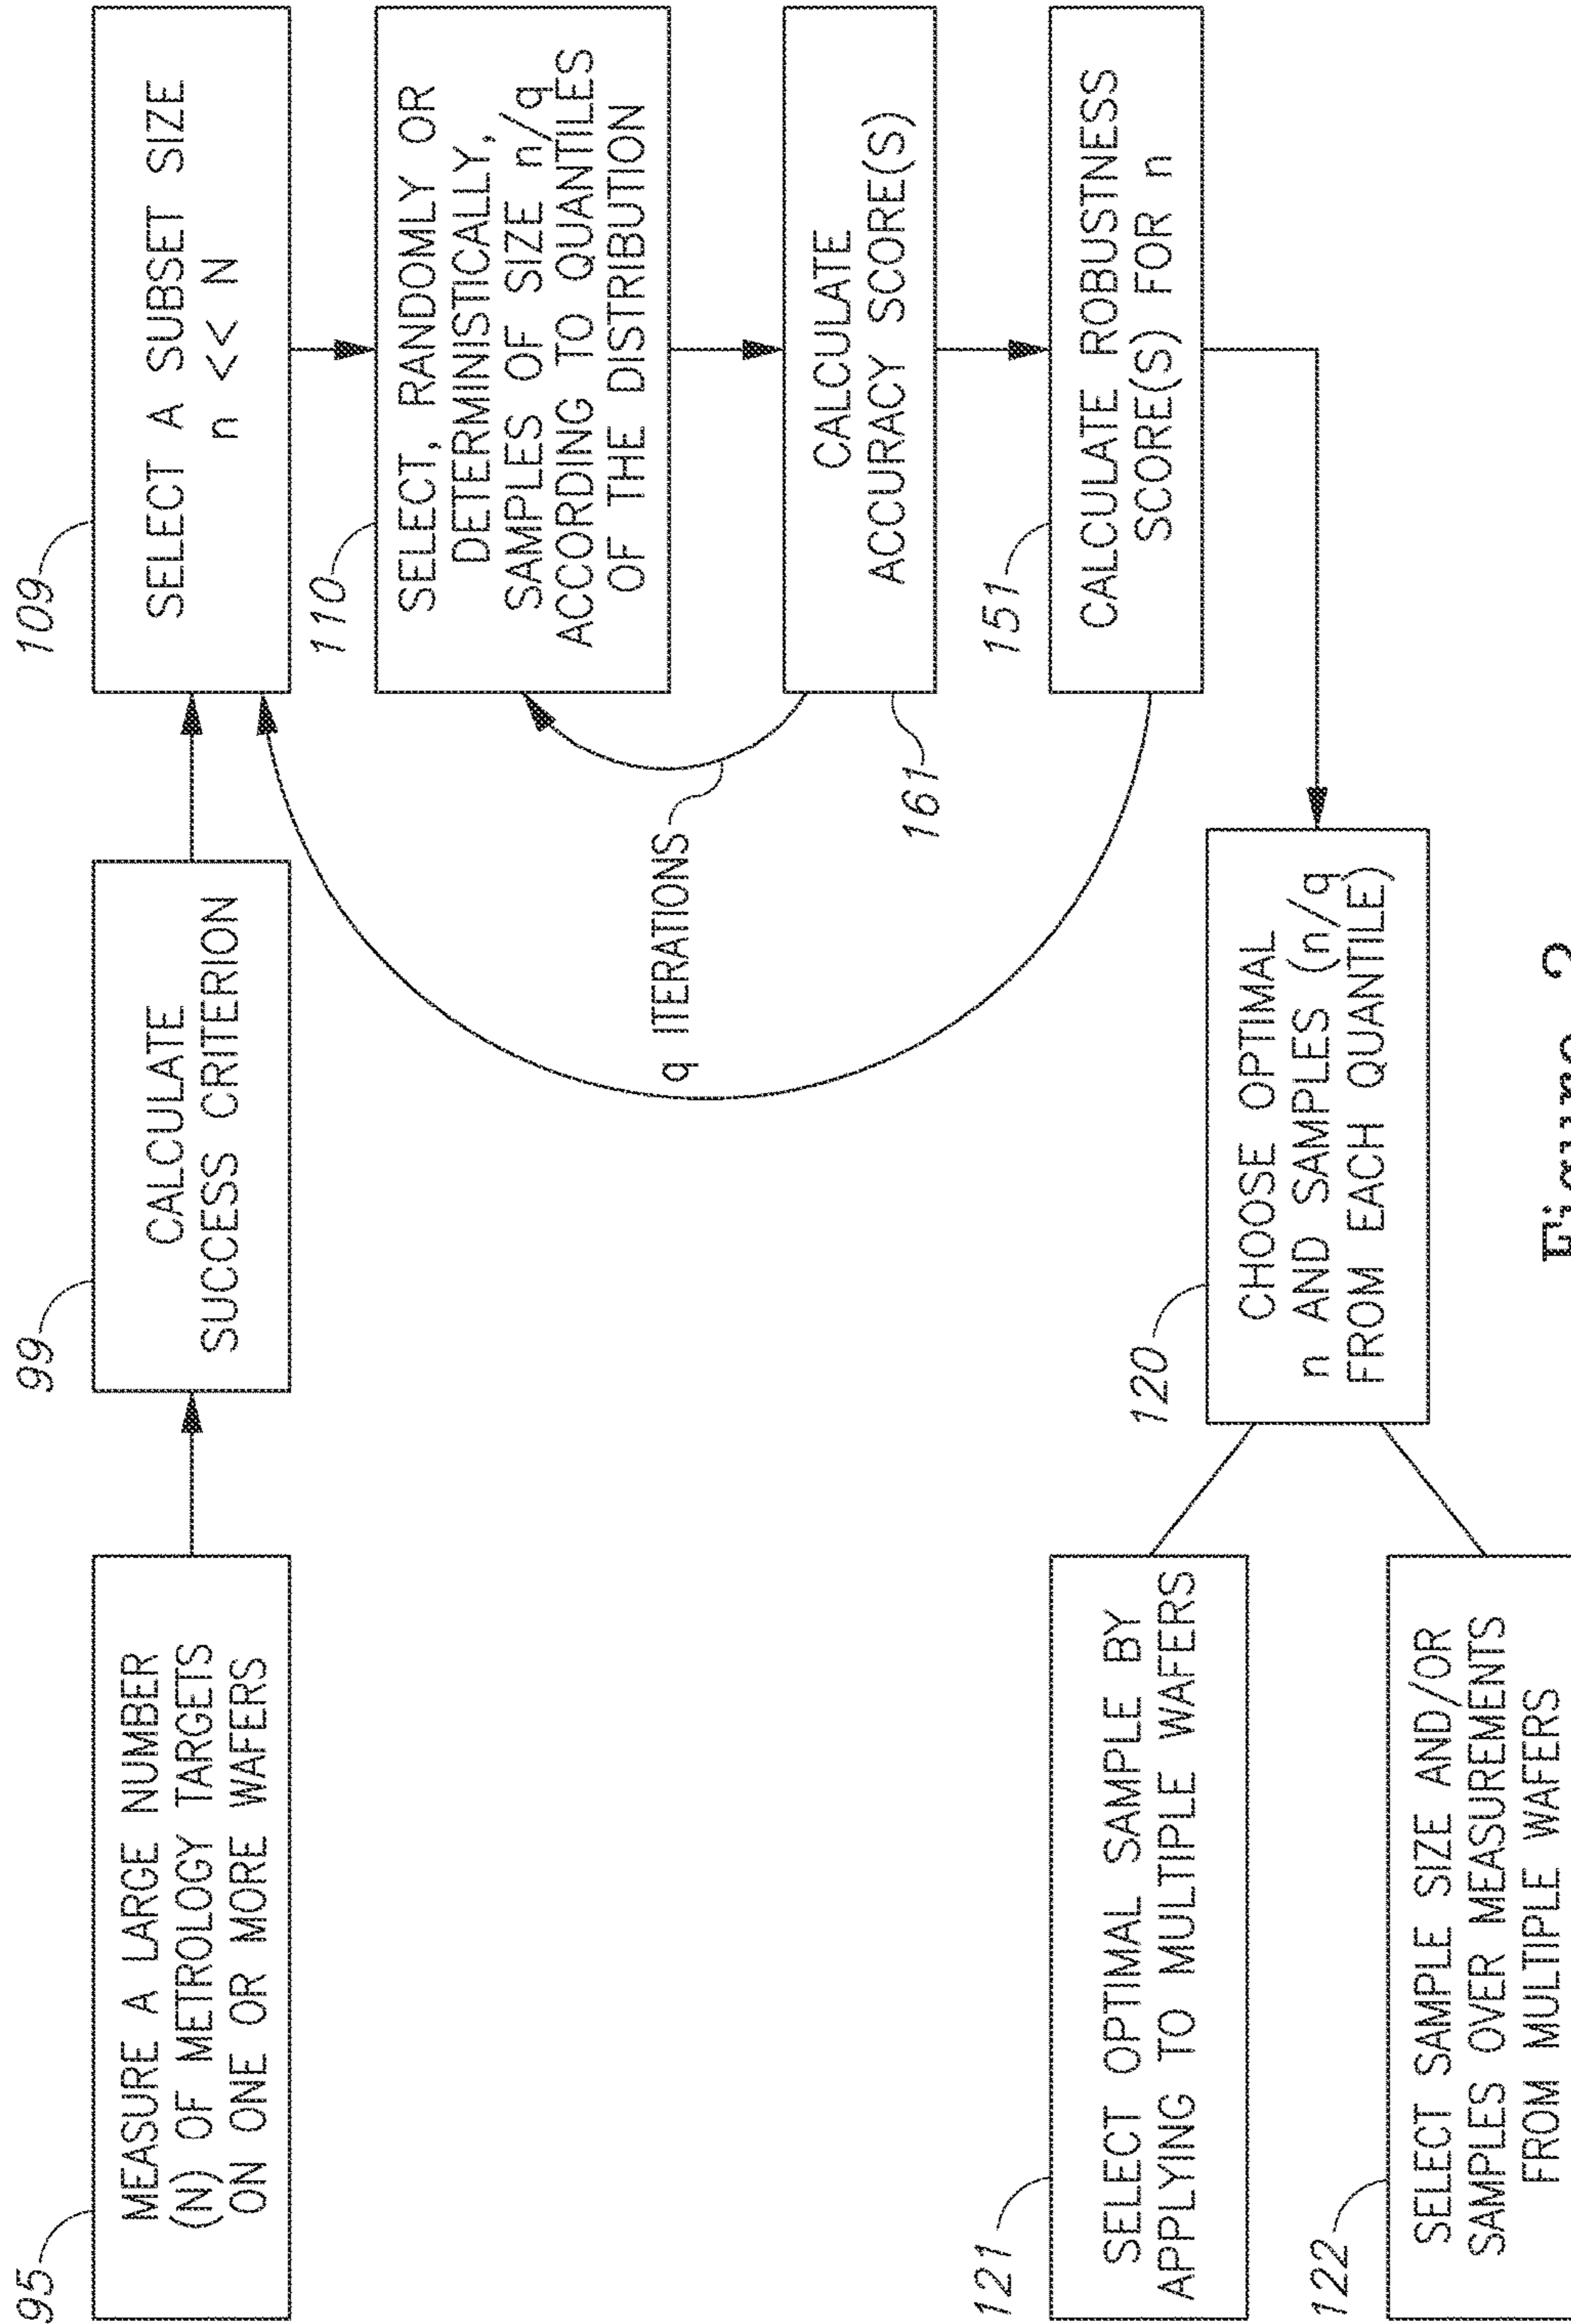 95
MEASURE A LARGE NUMBER
(N) OF METROLOGY TARGETS
ON ONE OR MORE WAFERS
99
CALCULATE
SUCCESS CRITERION
109
SELECT A SUBSET SIZE
n << N
110
SELECT, RANDOMLY OR
DETERMINISTICALLY,
SAMPLES OF SIZE n/q
ACCORDING TO QUANTILES
OF THE DISTRIBUTION
q ITERATIONS
161
CALCULATE
ACCURACY SCORE(S)
151
CALCULATE ROBUSTNESS
SCORE(S) FOR n
120
CHOOSE OPTIMAL
n AND SAMPLES (n/q
FROM EACH QUANTILE)
121
SELECT OPTIMAL SAMPLE BY
APPLYING TO MULTIPLE WAFERS
122
SELECT SAMPLE SIZE AND/OR
SAMPLES OVER MEASUREMENTS
FROM MULTIPLE WAFERS
Figure